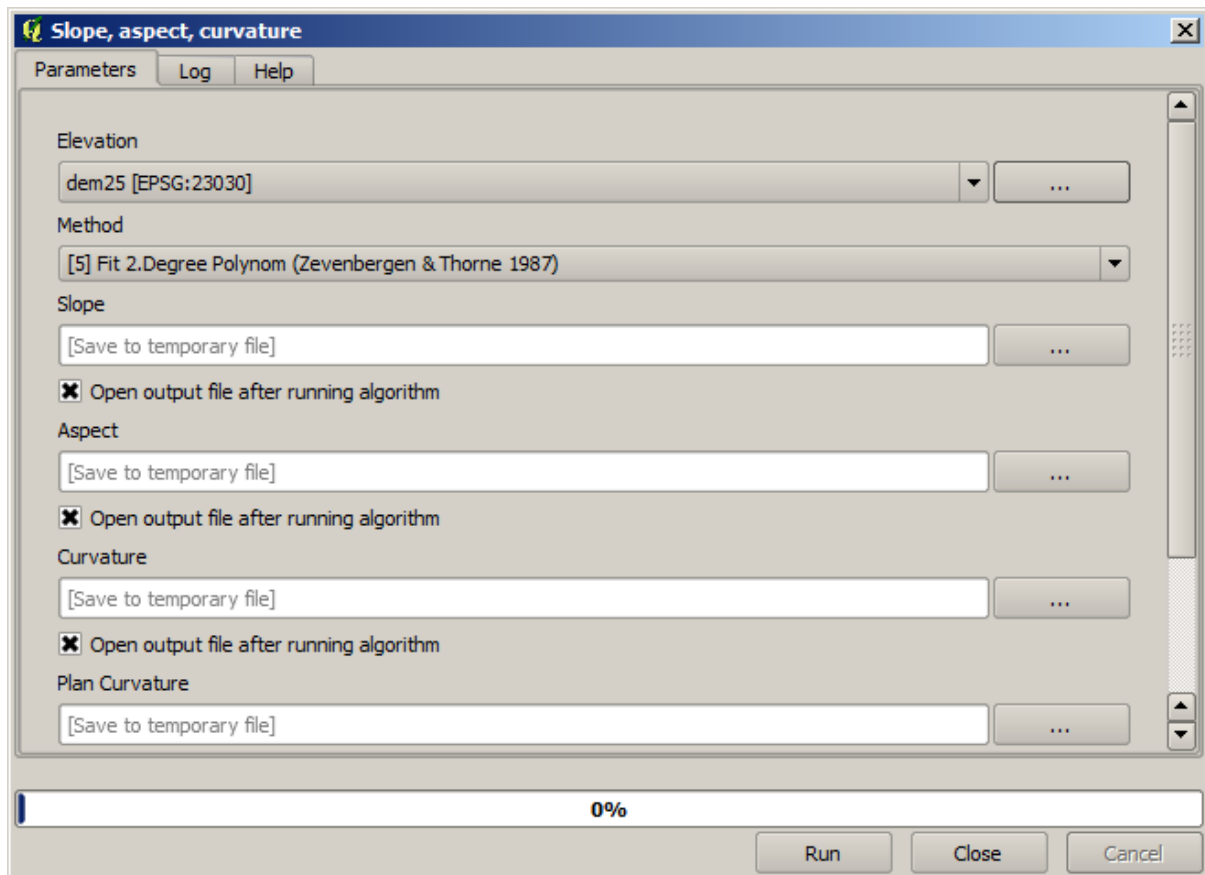 Slope, aspect, curvature
Parameters Log Help
Elevation
dem25 [EPSG:23030] ...
Method
[5] Fit 2.Degree Polynom (Zevenbergen & Thorne 1987)
Slope
[Save to temporary file] ...
Open output file after running algorithm
Aspect
[Save to temporary file] ...
Open output file after running algorithm
Curvature
[Save to temporary file] ...
Open output file after running algorithm
Plan Curvature
[Save to temporary file] ...
0%
Run Close Cancel